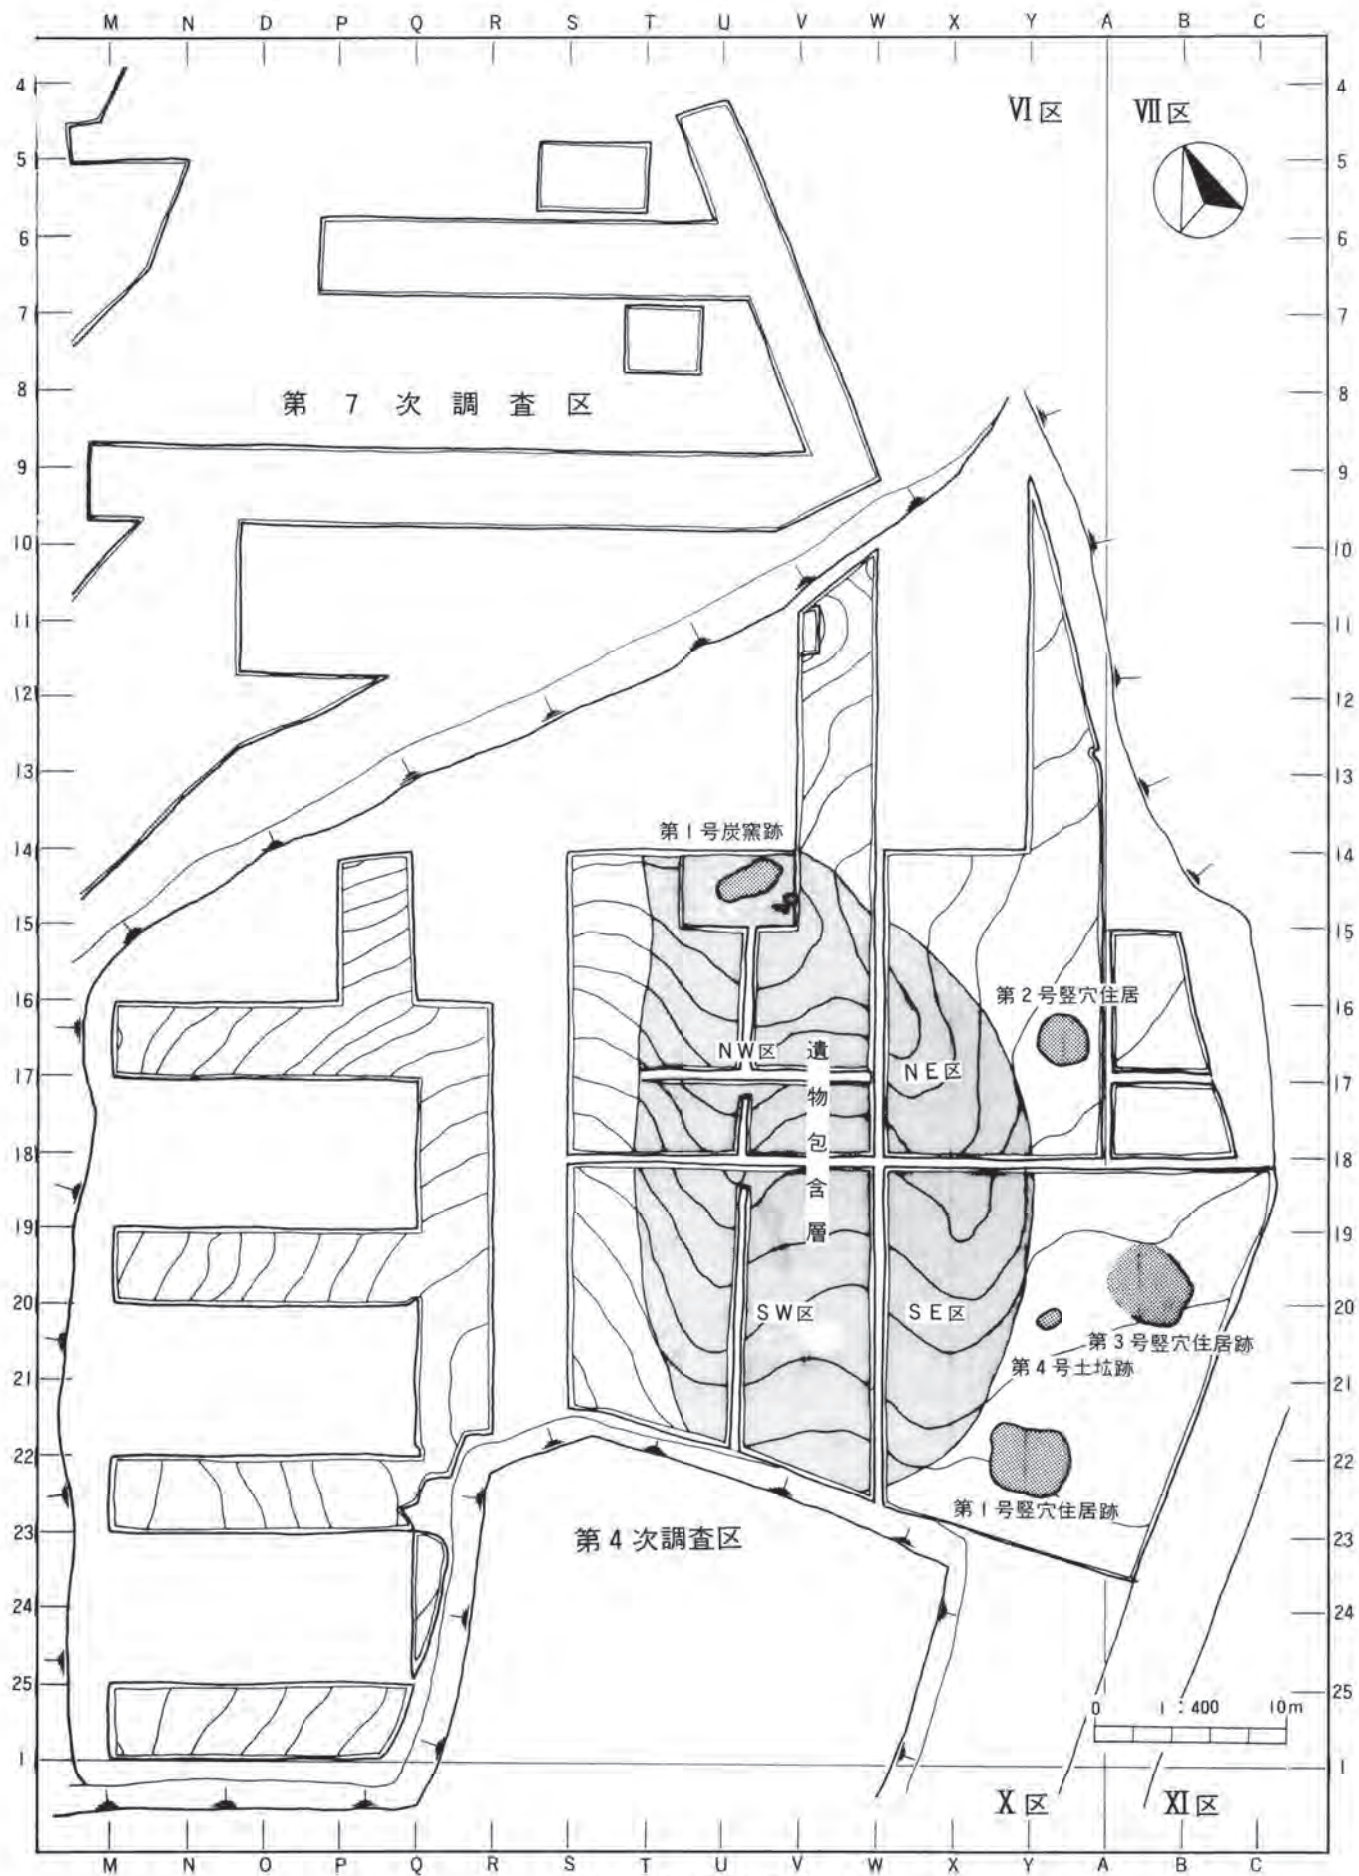 M N O P Q R S T U V W X Y A B C
4 4
VI区 VII区
5 5
6 6
7 7
8 8
第7次調査区
9 9
10 10
11 11
12 12
13 13
第1号炭窯跡
14 14
15 15
第2号竪穴住居
16 16
NW区
NE区
遺物包含層
17 17
18 18
19 19
20 20
SW区
SE区
第3号竪穴住居跡
第4号土坛跡
21 21
22 22
第1号竪穴住居跡
23 23
第4次調査区
24 24
25 25
0 1:400 10m
1 1
X区 XI区
M N O P Q R S T U V W X Y A B C